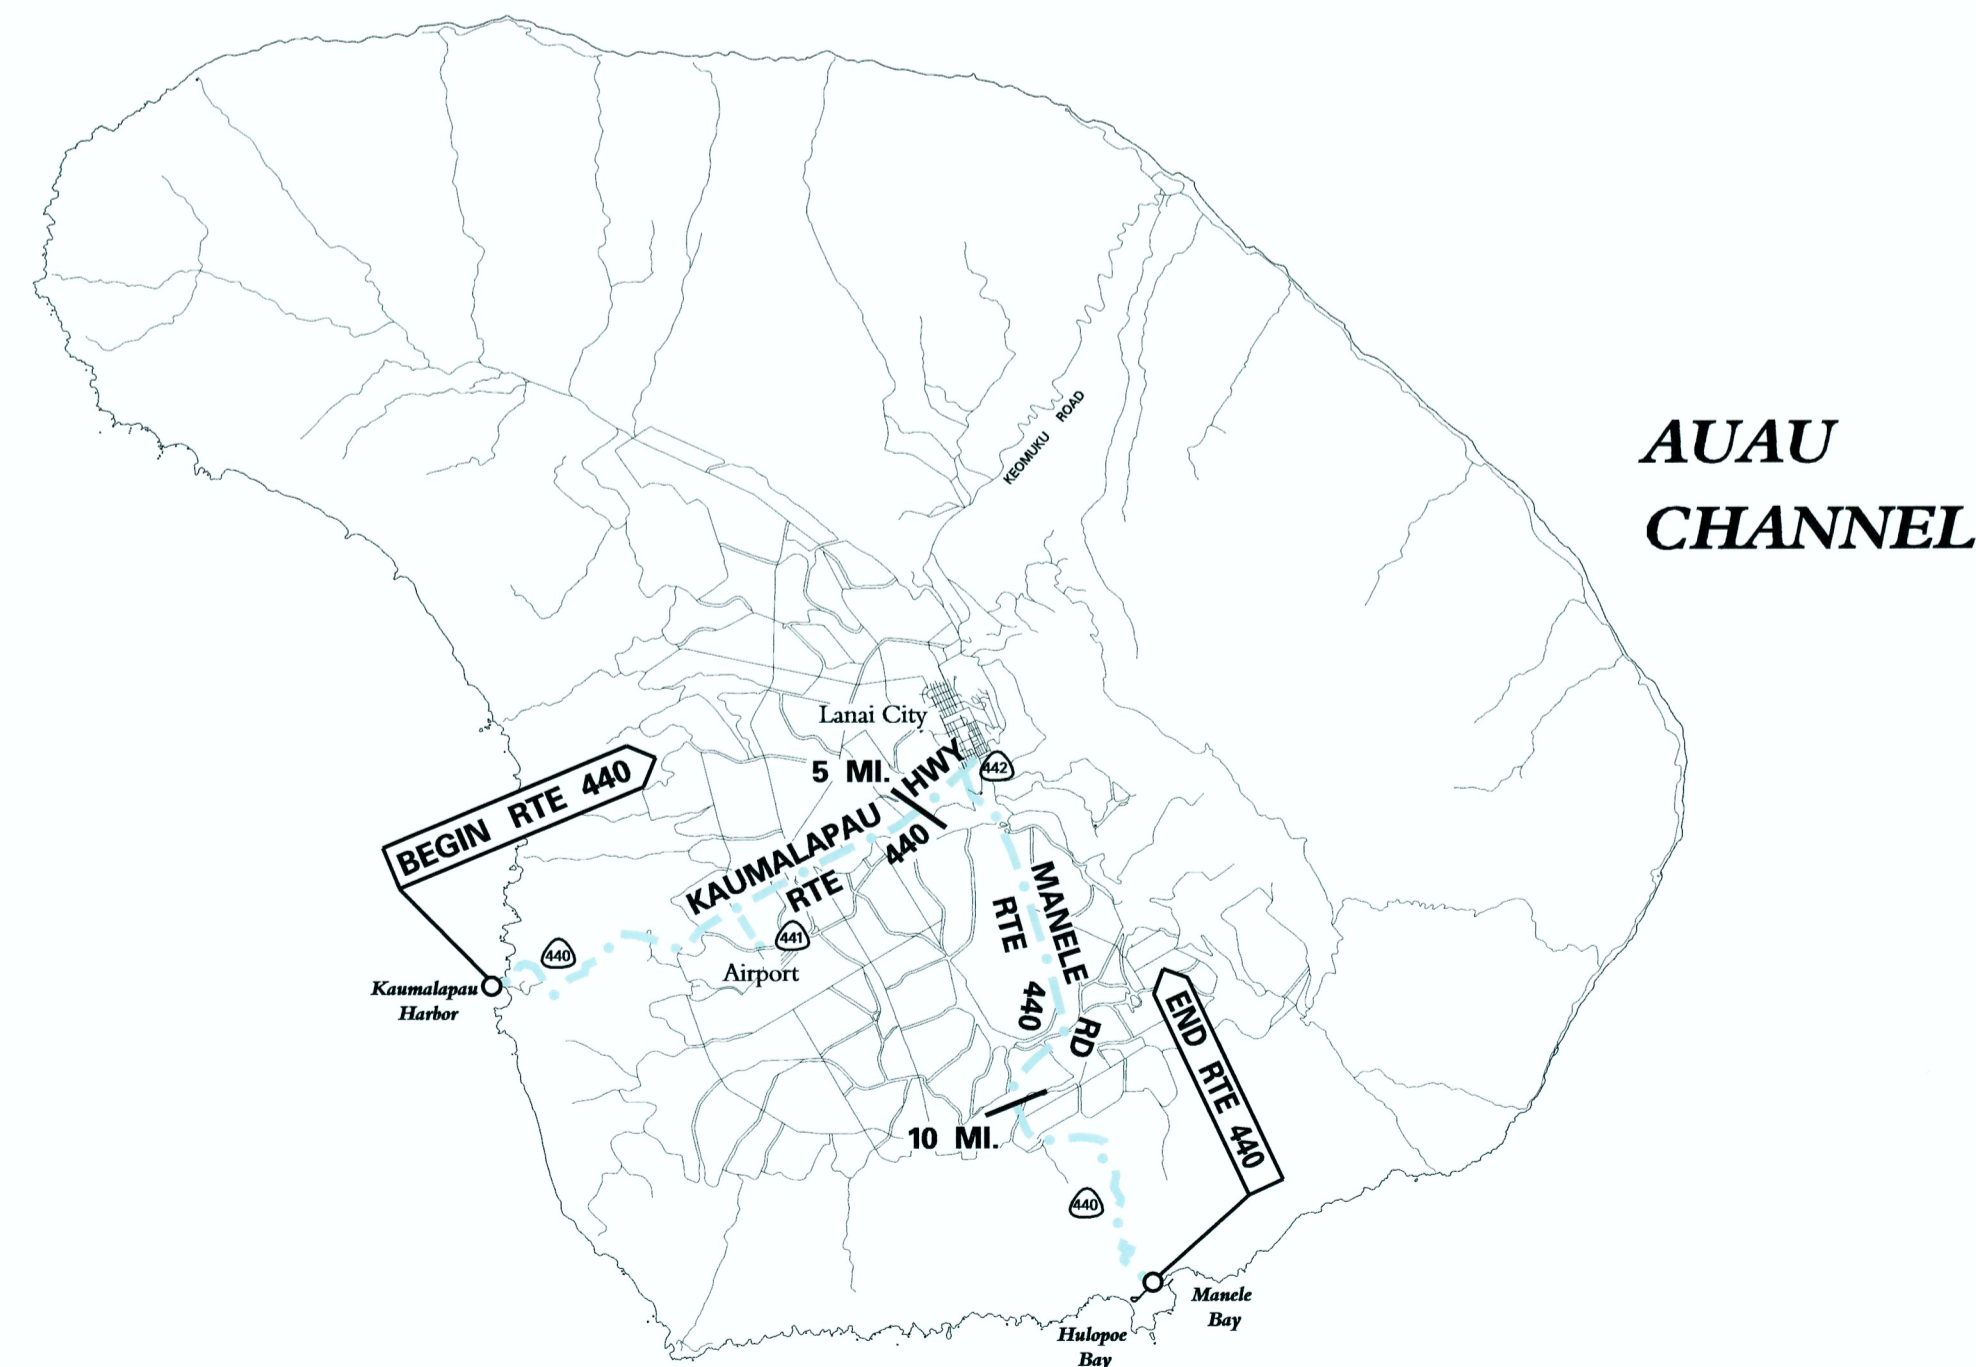 KEOMUKU ROAD
AUAU
CHANNEL
Lanai City
442
5 MI.
KAUMALAPAU HWY
RTE 440
BEGIN RTE 440
440
441
Airport
Kaumalapau
Harbor
MANELE RD
RTE 440
END RTE 440
10 MI.
440
Manele
Bay
Hulopoe
Bay